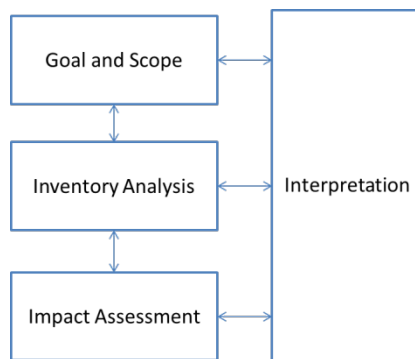 Goal and Scope
Inventory Analysis
Interpretation
Impact Assessment